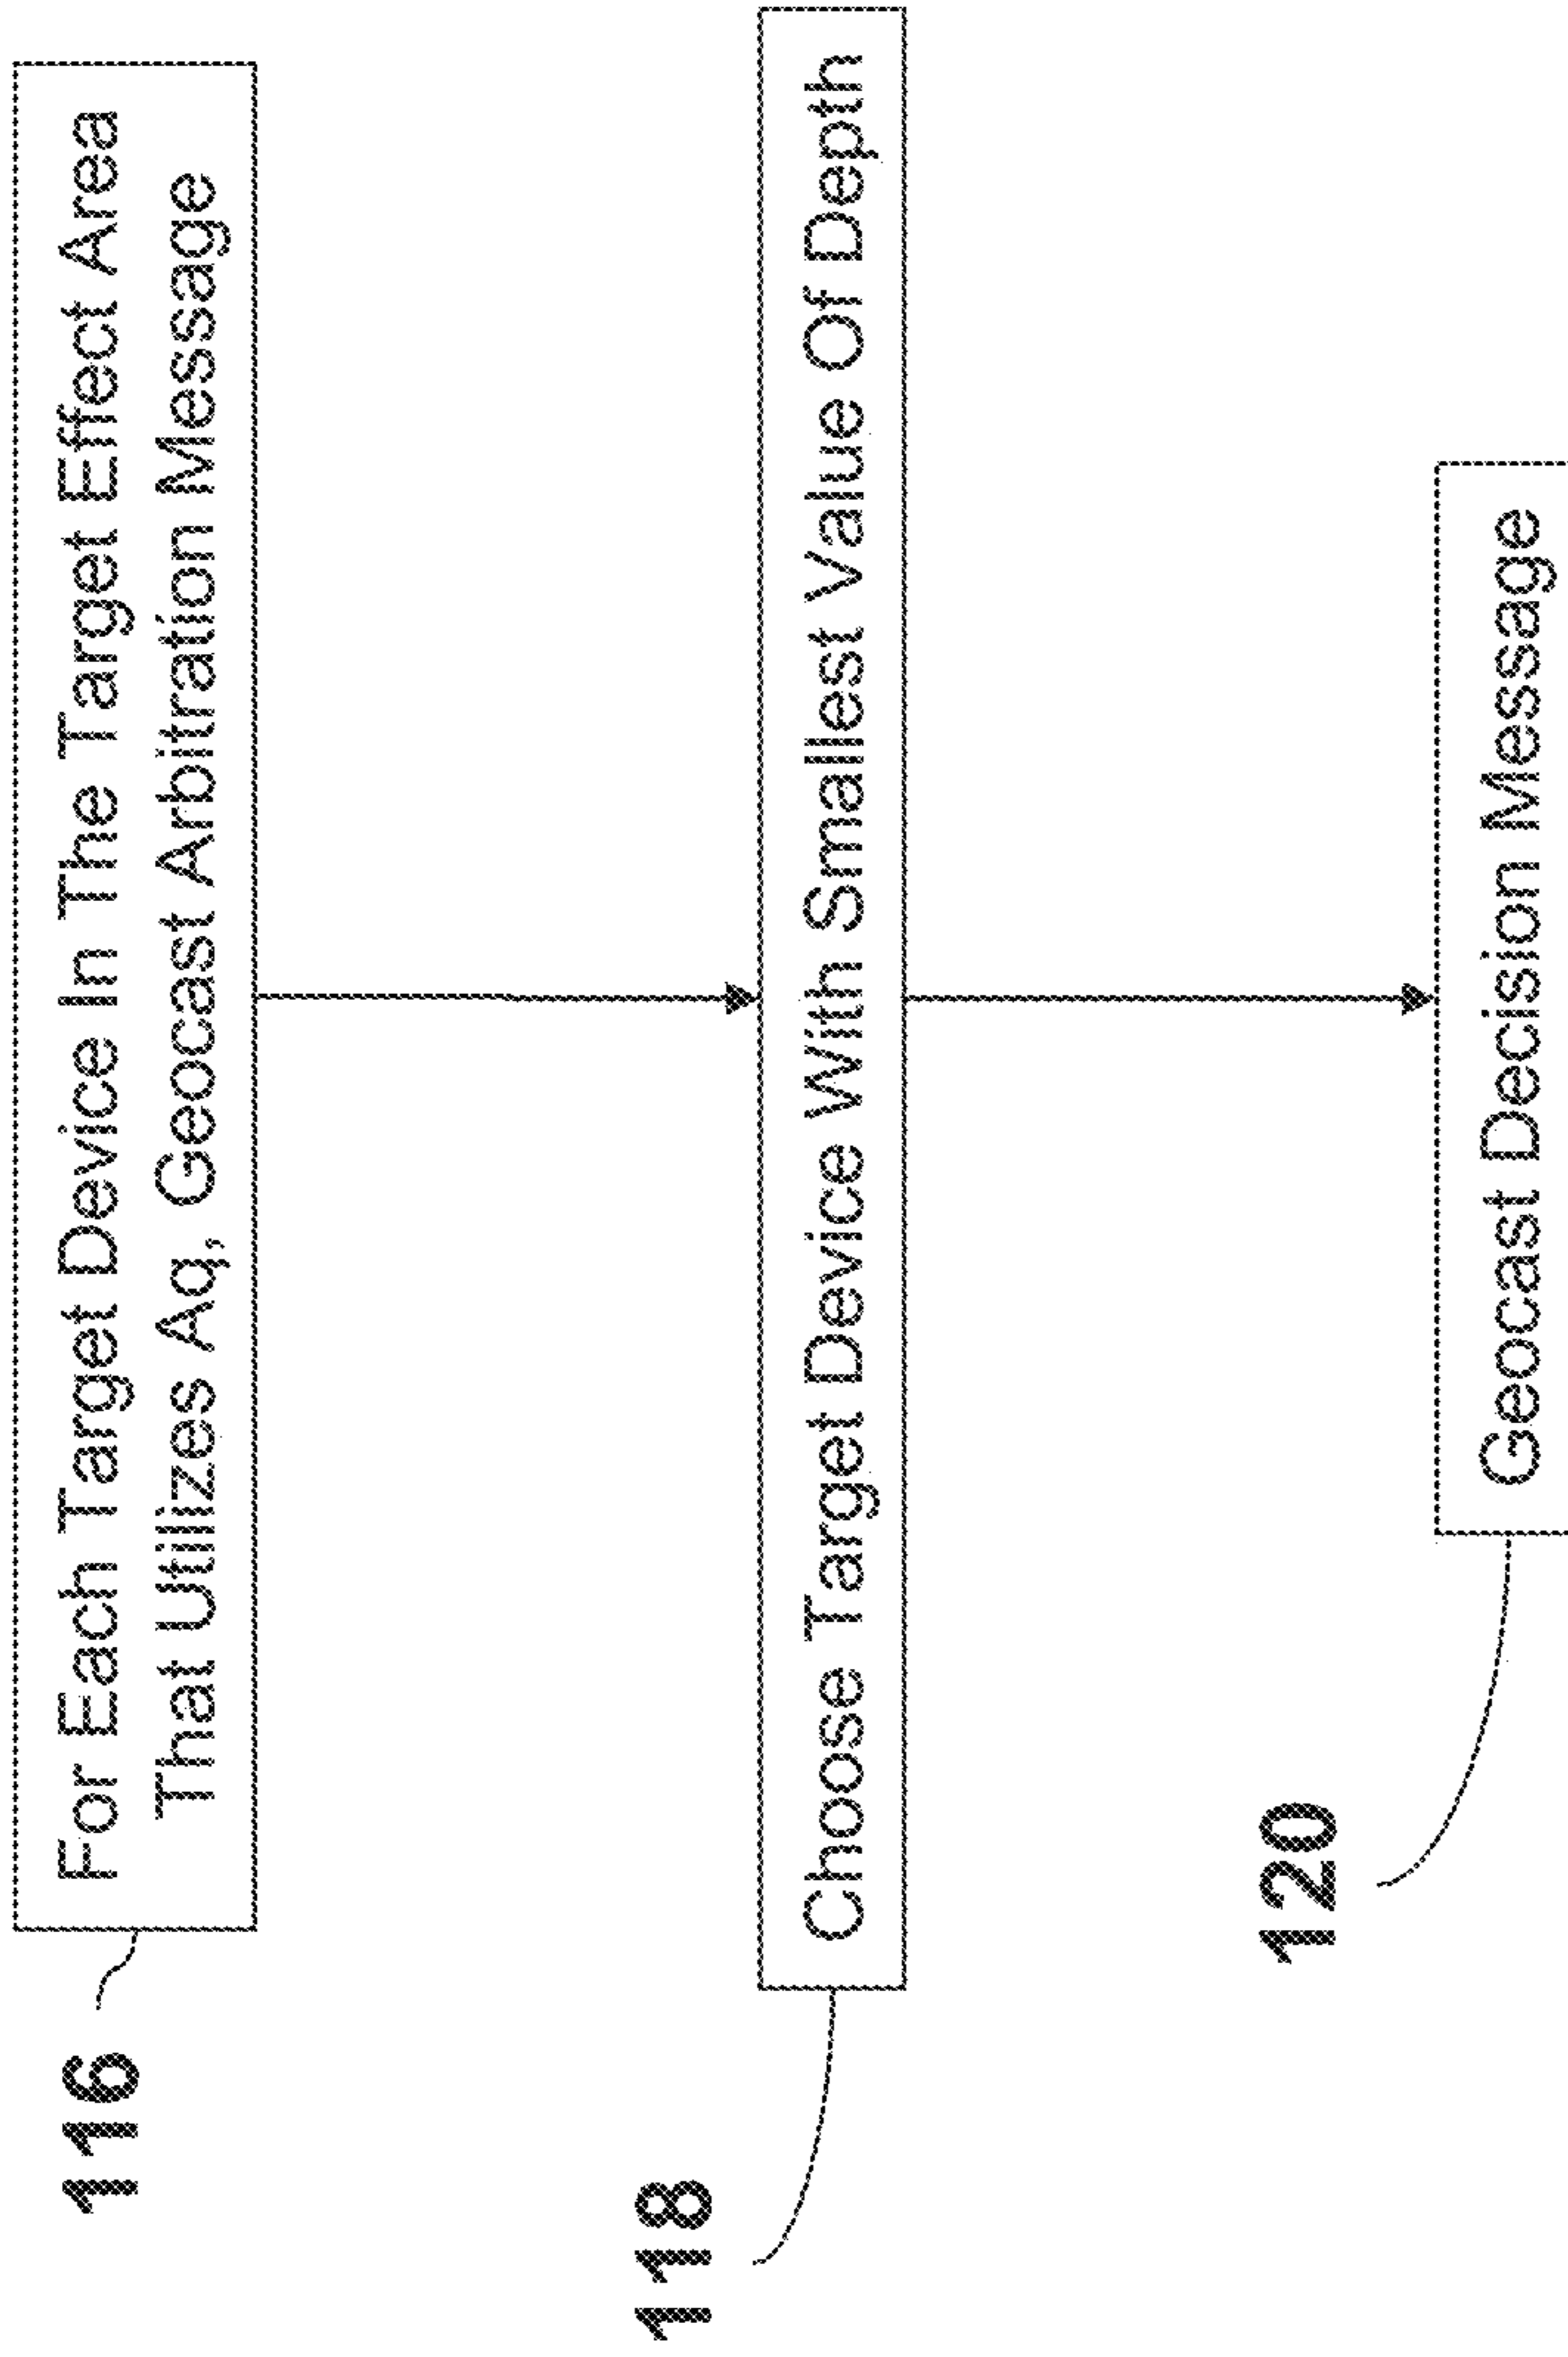 116
For Each Target Device In The Target Effect Area
That Utilizes Aq, Geocast Arbitration Message
118
Choose Target Device With Smallest Value Of Depth
120
Geocast Decision Message